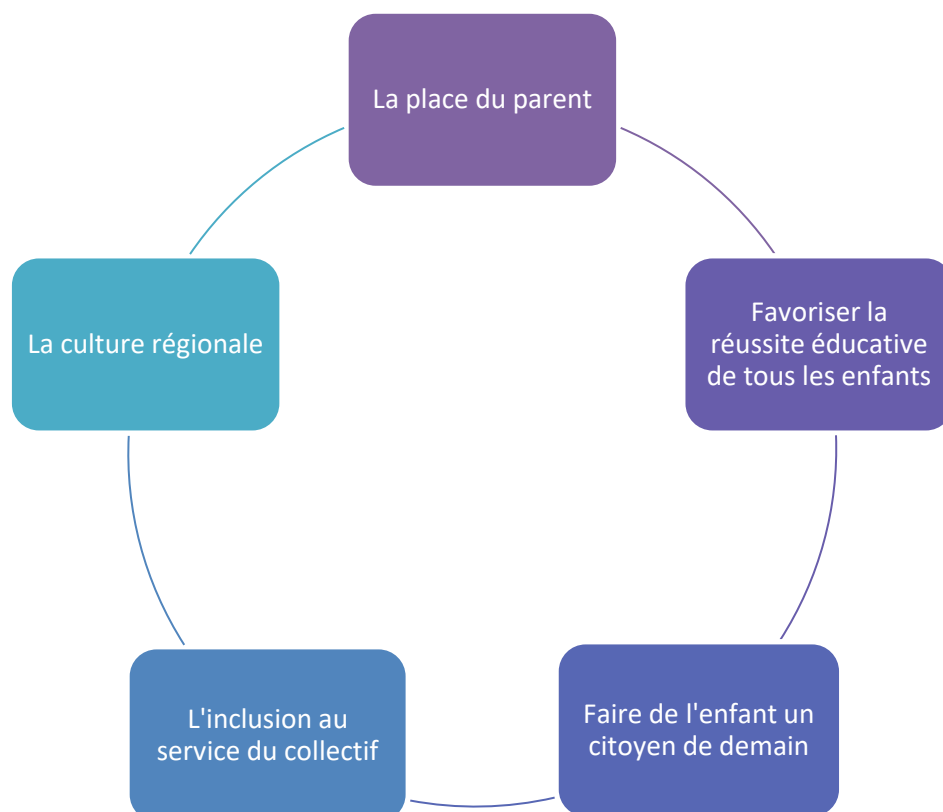 La place du parent
Favoriser la
réussite éducative
de tous les enfants
Faire de l'enfant un
citoyen de demain
L'inclusion au
service du collectif
La culture régionale